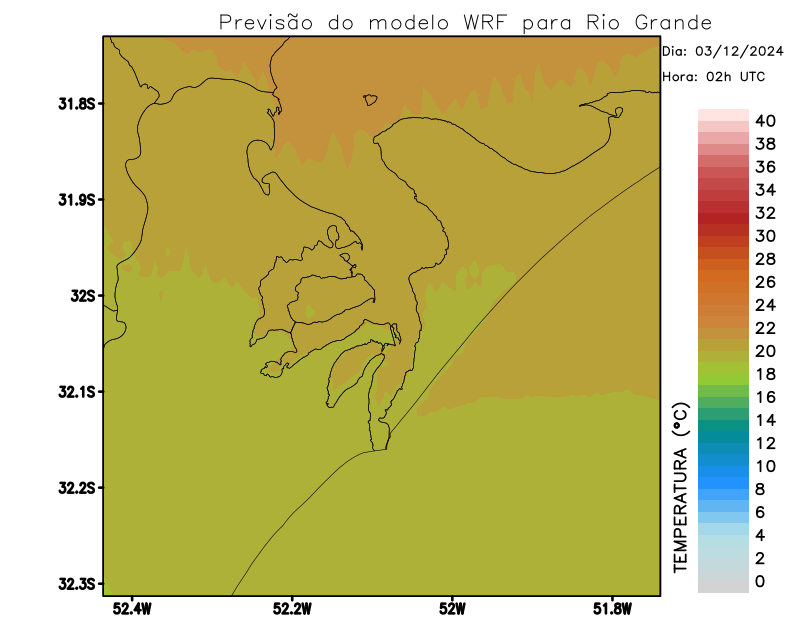 Previsão do modelo WRF para Rio Grande
Dia: 03/12/2024
Hora: 02h UTC
31.8S
31.9S
32S
32.1S
32.2S
32.3S
52.4W
52.2W
52W
51.8W
TEMPERATURA (°C)
40
38
36
34
32
30
28
26
24
22
20
18
16
14
12
10
8
6
4
2
0